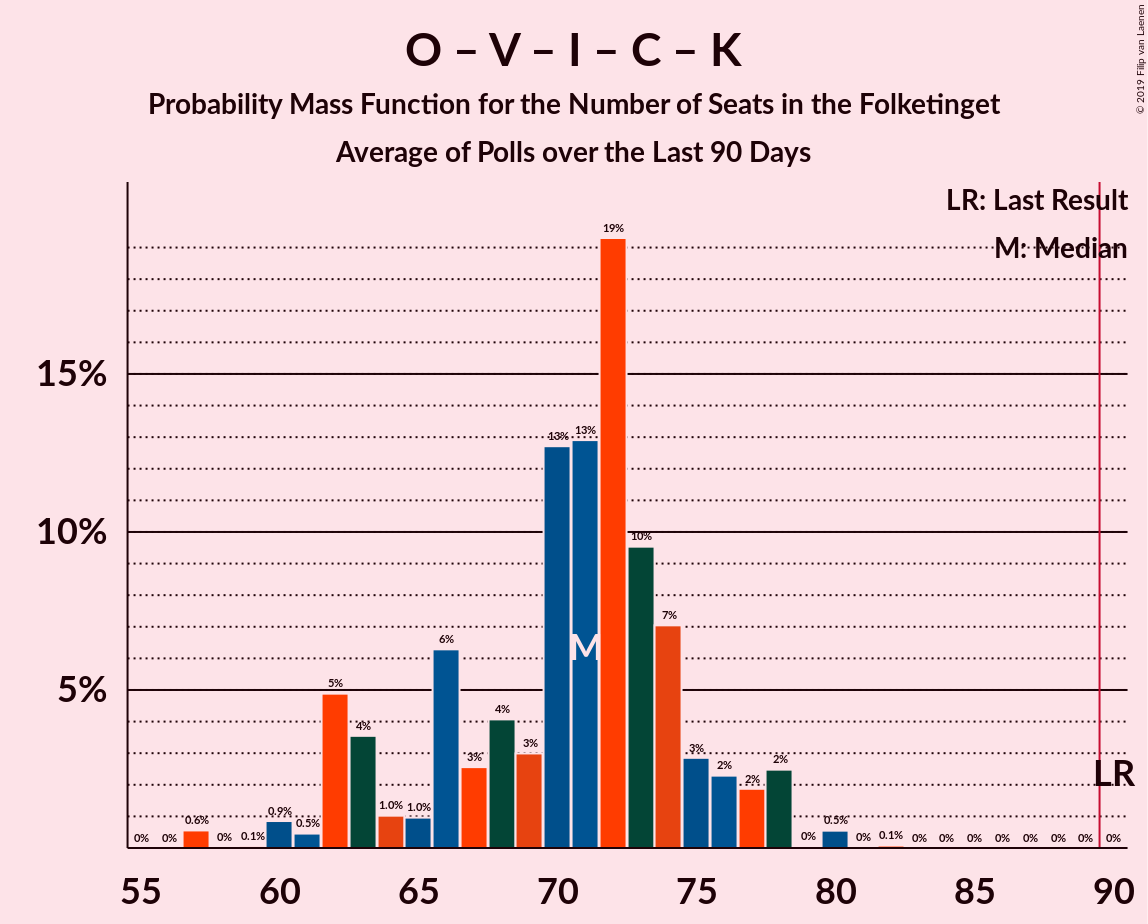 O – V – I – C – K
Probability Mass Function for the Number of Seats in the Folketinget
Average of Polls over the Last 90 Days
© 2019 Filip van Laenen
LR: Last Result
M: Median
19%
15%
13% 13%
10%
10%
7%
6%
M
5%
5%
4% 4%
3% 3% 3% 2% 2% 2%
LR
0% 0% 0.6% 0% 0.1% 0.9% 0.5% 1.0% 1.0% 0% 0.5% 0% 0.1% 0% 0% 0% 0% 0% 0% 0% 0%
55 60 65 70 75 80 85 90